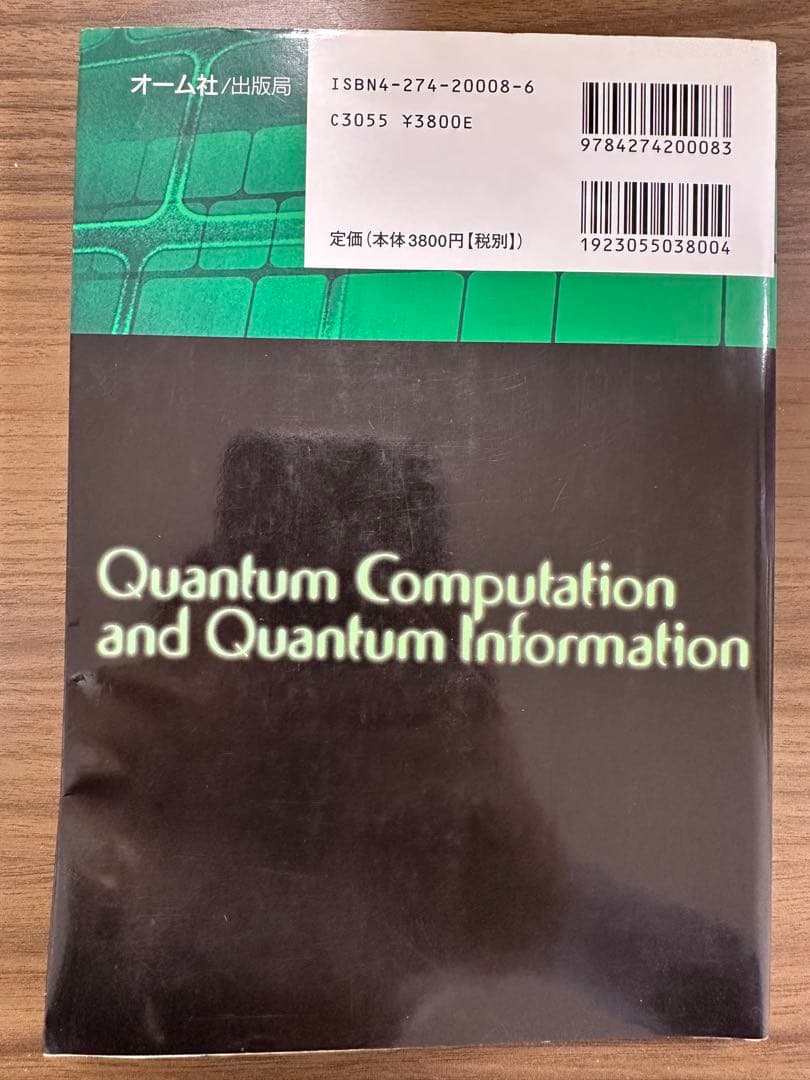 オーム社/出版局
ISBN4-274-20008-6
C3055 ¥3800E
9784274200083
定価(本体3800円【税別】)
1923055038004
Quantum Computation
and Quantum Information